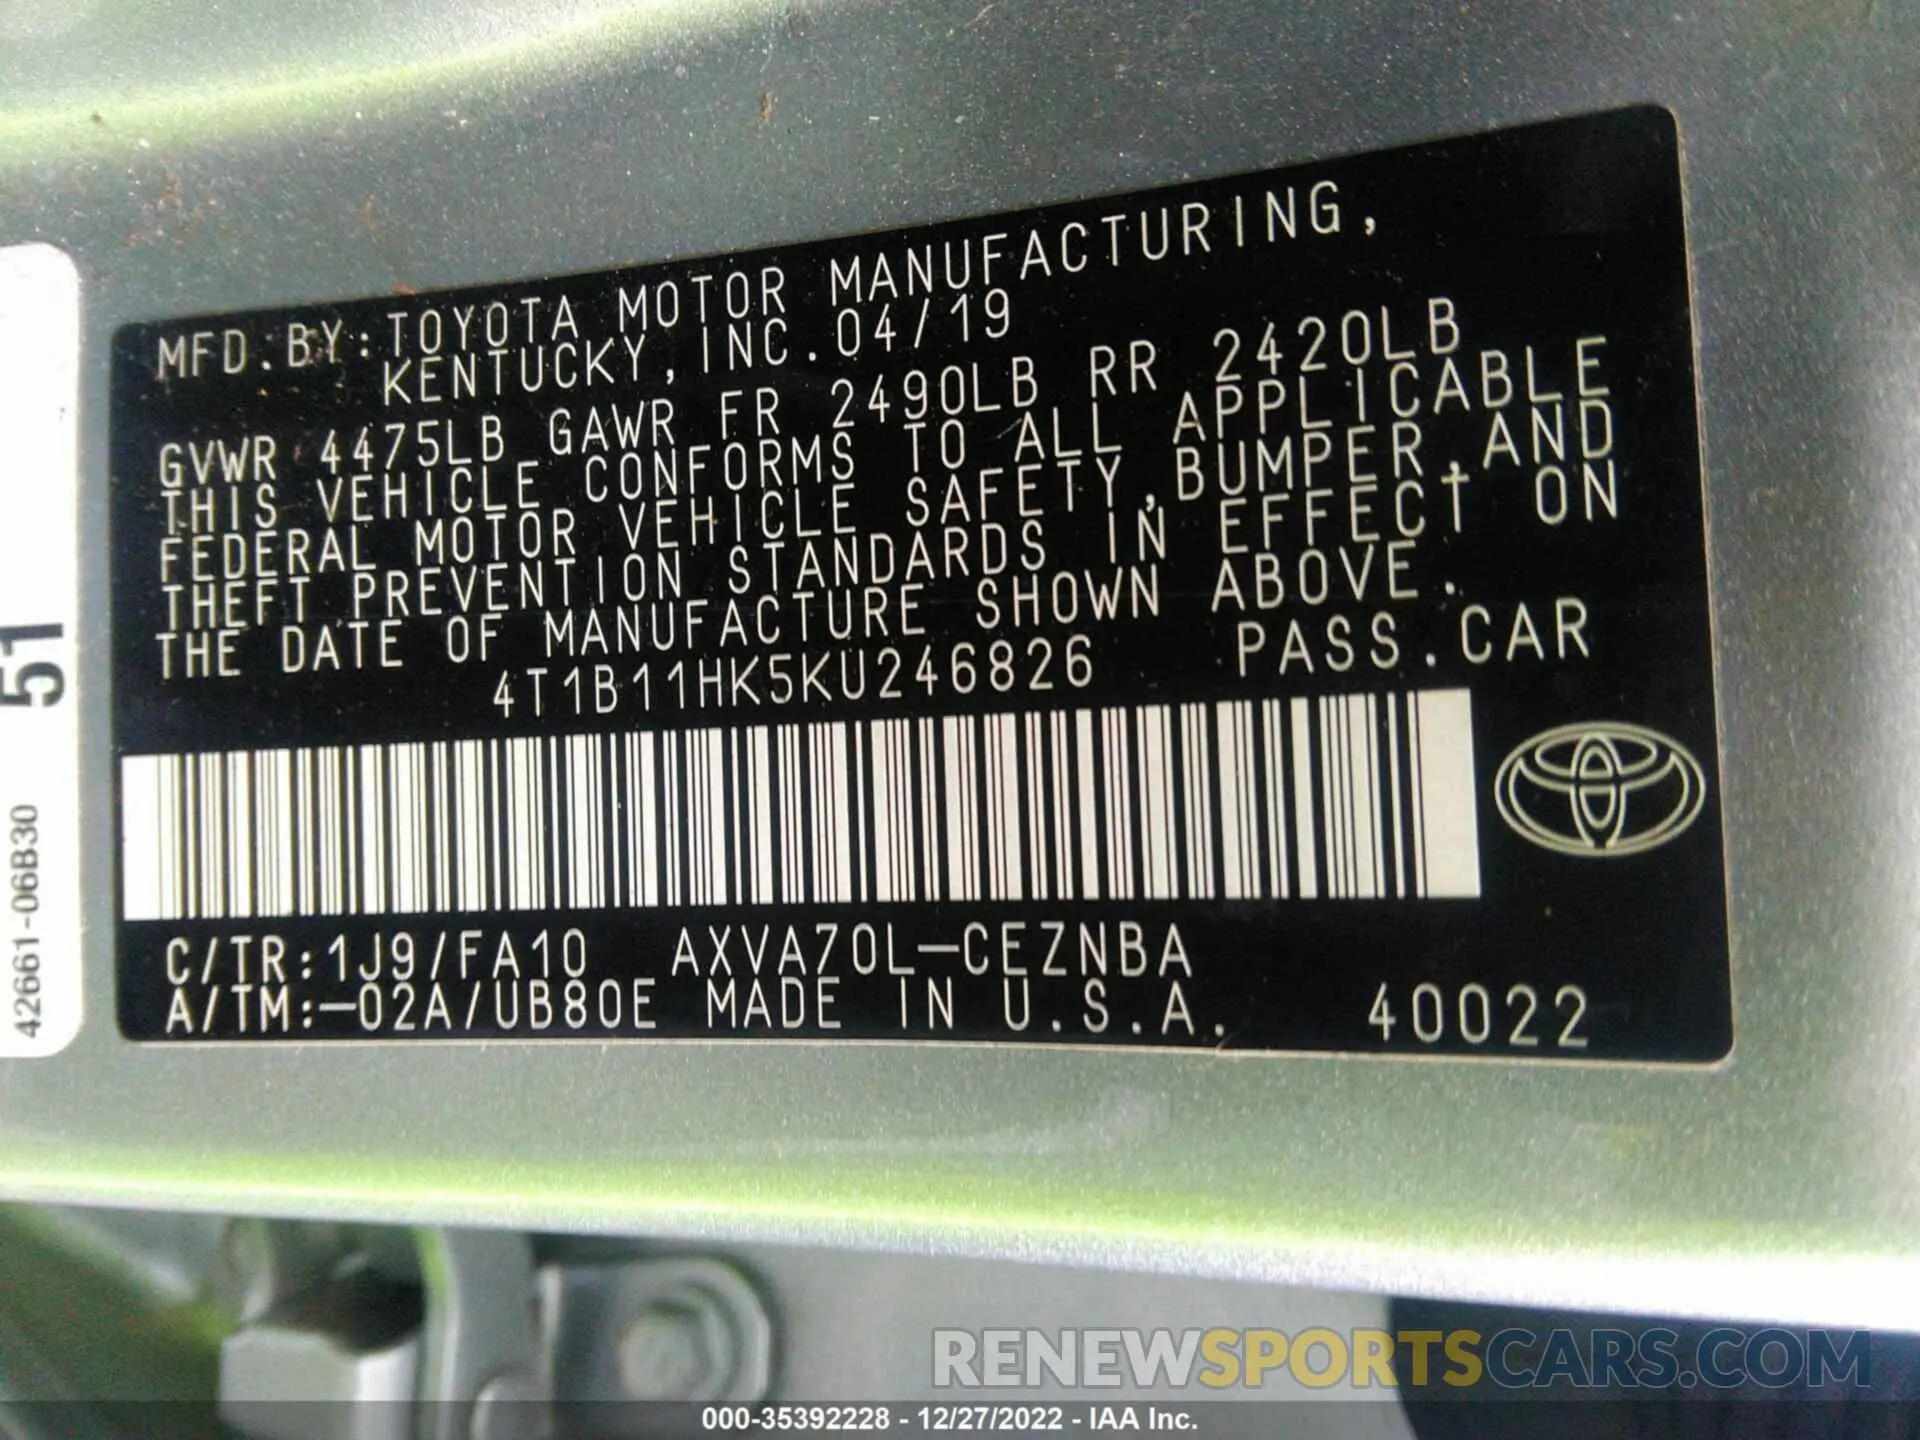 MFD. BY: TOYOTA MOTOR MANUFACTURING,
KENTUCKY, INC. 04/19
GVWR 4475LB GAWR FR 2490LB RR 2420LB
THIS VEHICLE CONFORMS TO ALL APPLICABLE
FEDERAL MOTOR VEHICLE SAFETY, BUMPER, AND
THEFT PREVENTION STANDARDS IN EFFECT ON
THE DATE OF MANUFACTURE SHOWN ABOVE.
4T1B11HK5KU246826 PASS. CAR
C/TR:1J9/FA10 AXVA70L-CEZNBA
A/TM:-02A/UB80E MADE IN U.S.A. 40022
51
42661-06B30
RENEWSPORTSCARS.COM
000-35392228 - 12/27/2022 - IAA Inc.